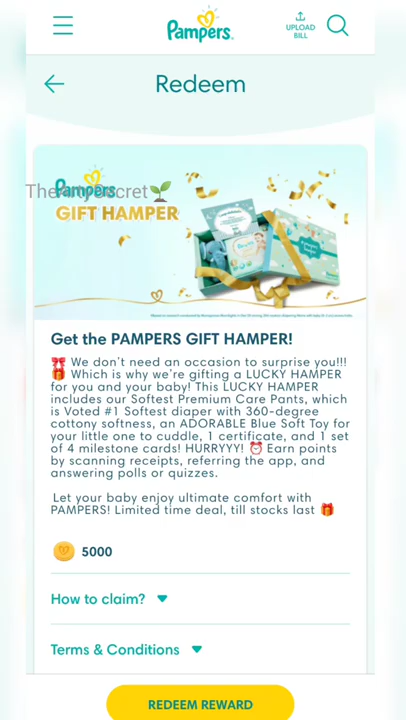 Pampers
UPLOAD
BILL
Redeem
Pampers
GIFT HAMPER
Get the PAMPERS GIFT HAMPER!
🎀 We don't need an occasion to surprise you!!!
🎁 Which is why we're gifting a LUCKY HAMPER
for you and your baby! This LUCKY HAMPER
includes our Softest Premium Care Pants, which
is Voted #1 Softest diaper with 360-degree
cottony softness, an ADORABLE Blue Soft Toy for
your little one to cuddle, 1 certificate, and 1 set
of 4 milestone cards! HURRYYY! ⏰ Earn points
by scanning receipts, referring the app, and
answering polls or quizzes.
Let your baby enjoy ultimate comfort with
PAMPERS! Limited time deal, till stocks last 🎁
5000
How to claim?
Terms & Conditions
REDEEM REWARD